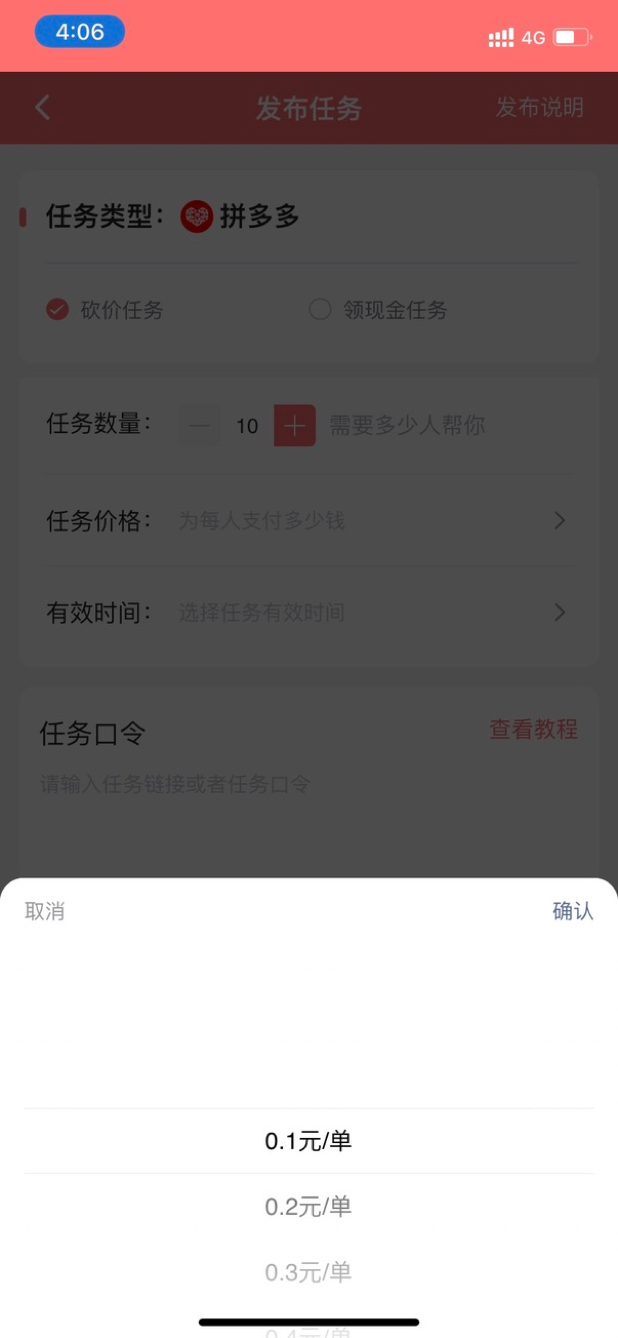 4:06
4G
发布任务
发布说明
任务类型：
拼多多
砍价任务
领现金任务
任务数量：
10
需要多少人帮你
任务价格：
为每人支付多少钱
有效时间：
选择任务有效时间
任务口令
查看教程
请输入任务链接或者任务口令
取消
确认
0.1元/单
0.2元/单
0.3元/单